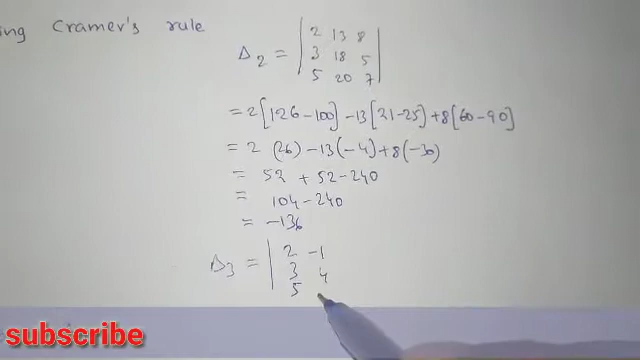 ing Cramer's rule
Δ2 = | 2 13 8 |
| 3 18 5 |
| 5 20 7 |
= 2[126-100] -13[21-25] +8[60-90]
= 2 (26) -13(-4) +8(-30)
= 52 + 52 - 240
= 104 - 240
= -136
Δ3 = | 2 -1
3 4
5
subscribe